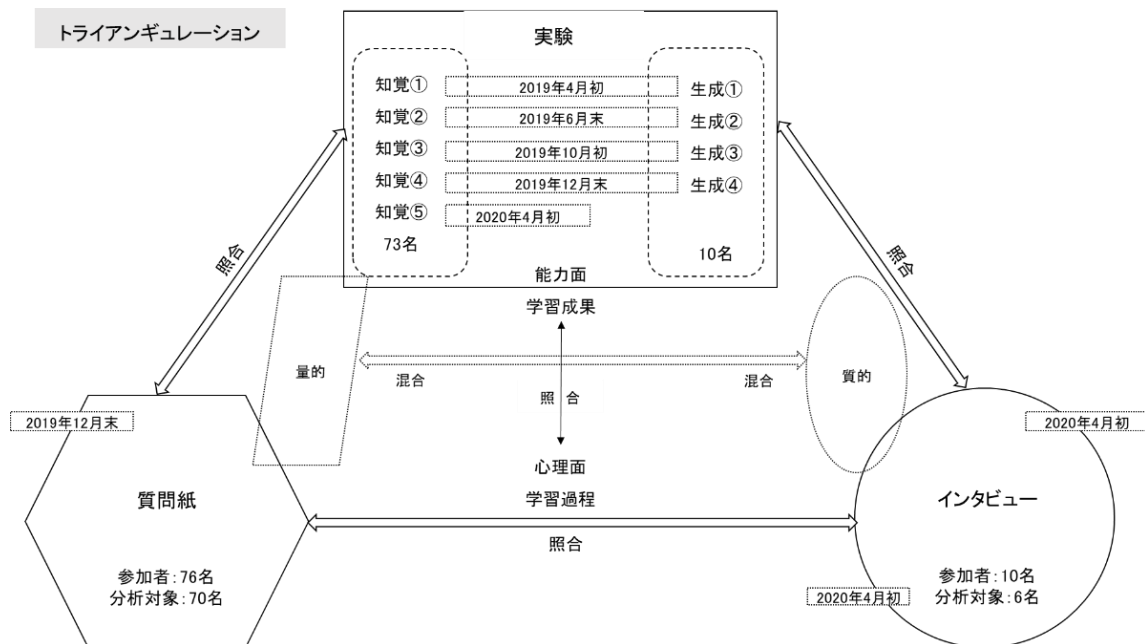 トライアンギュレーション
実験
知覚①
2019年4月初
生成①
知覚②
2019年6月末
生成②
知覚③
2019年10月初
生成③
知覚④
2019年12月末
生成④
知覚⑤
2020年4月初
73名
10名
能力面
照合
照合
学習成果
量的
混合
混合
質的
照 合
2019年12月末
2020年4月初
心理面
質問紙
学習過程
インタビュー
照合
参加者:76名
分析対象:70名
参加者:10名
分析対象:6名
2020年4月初